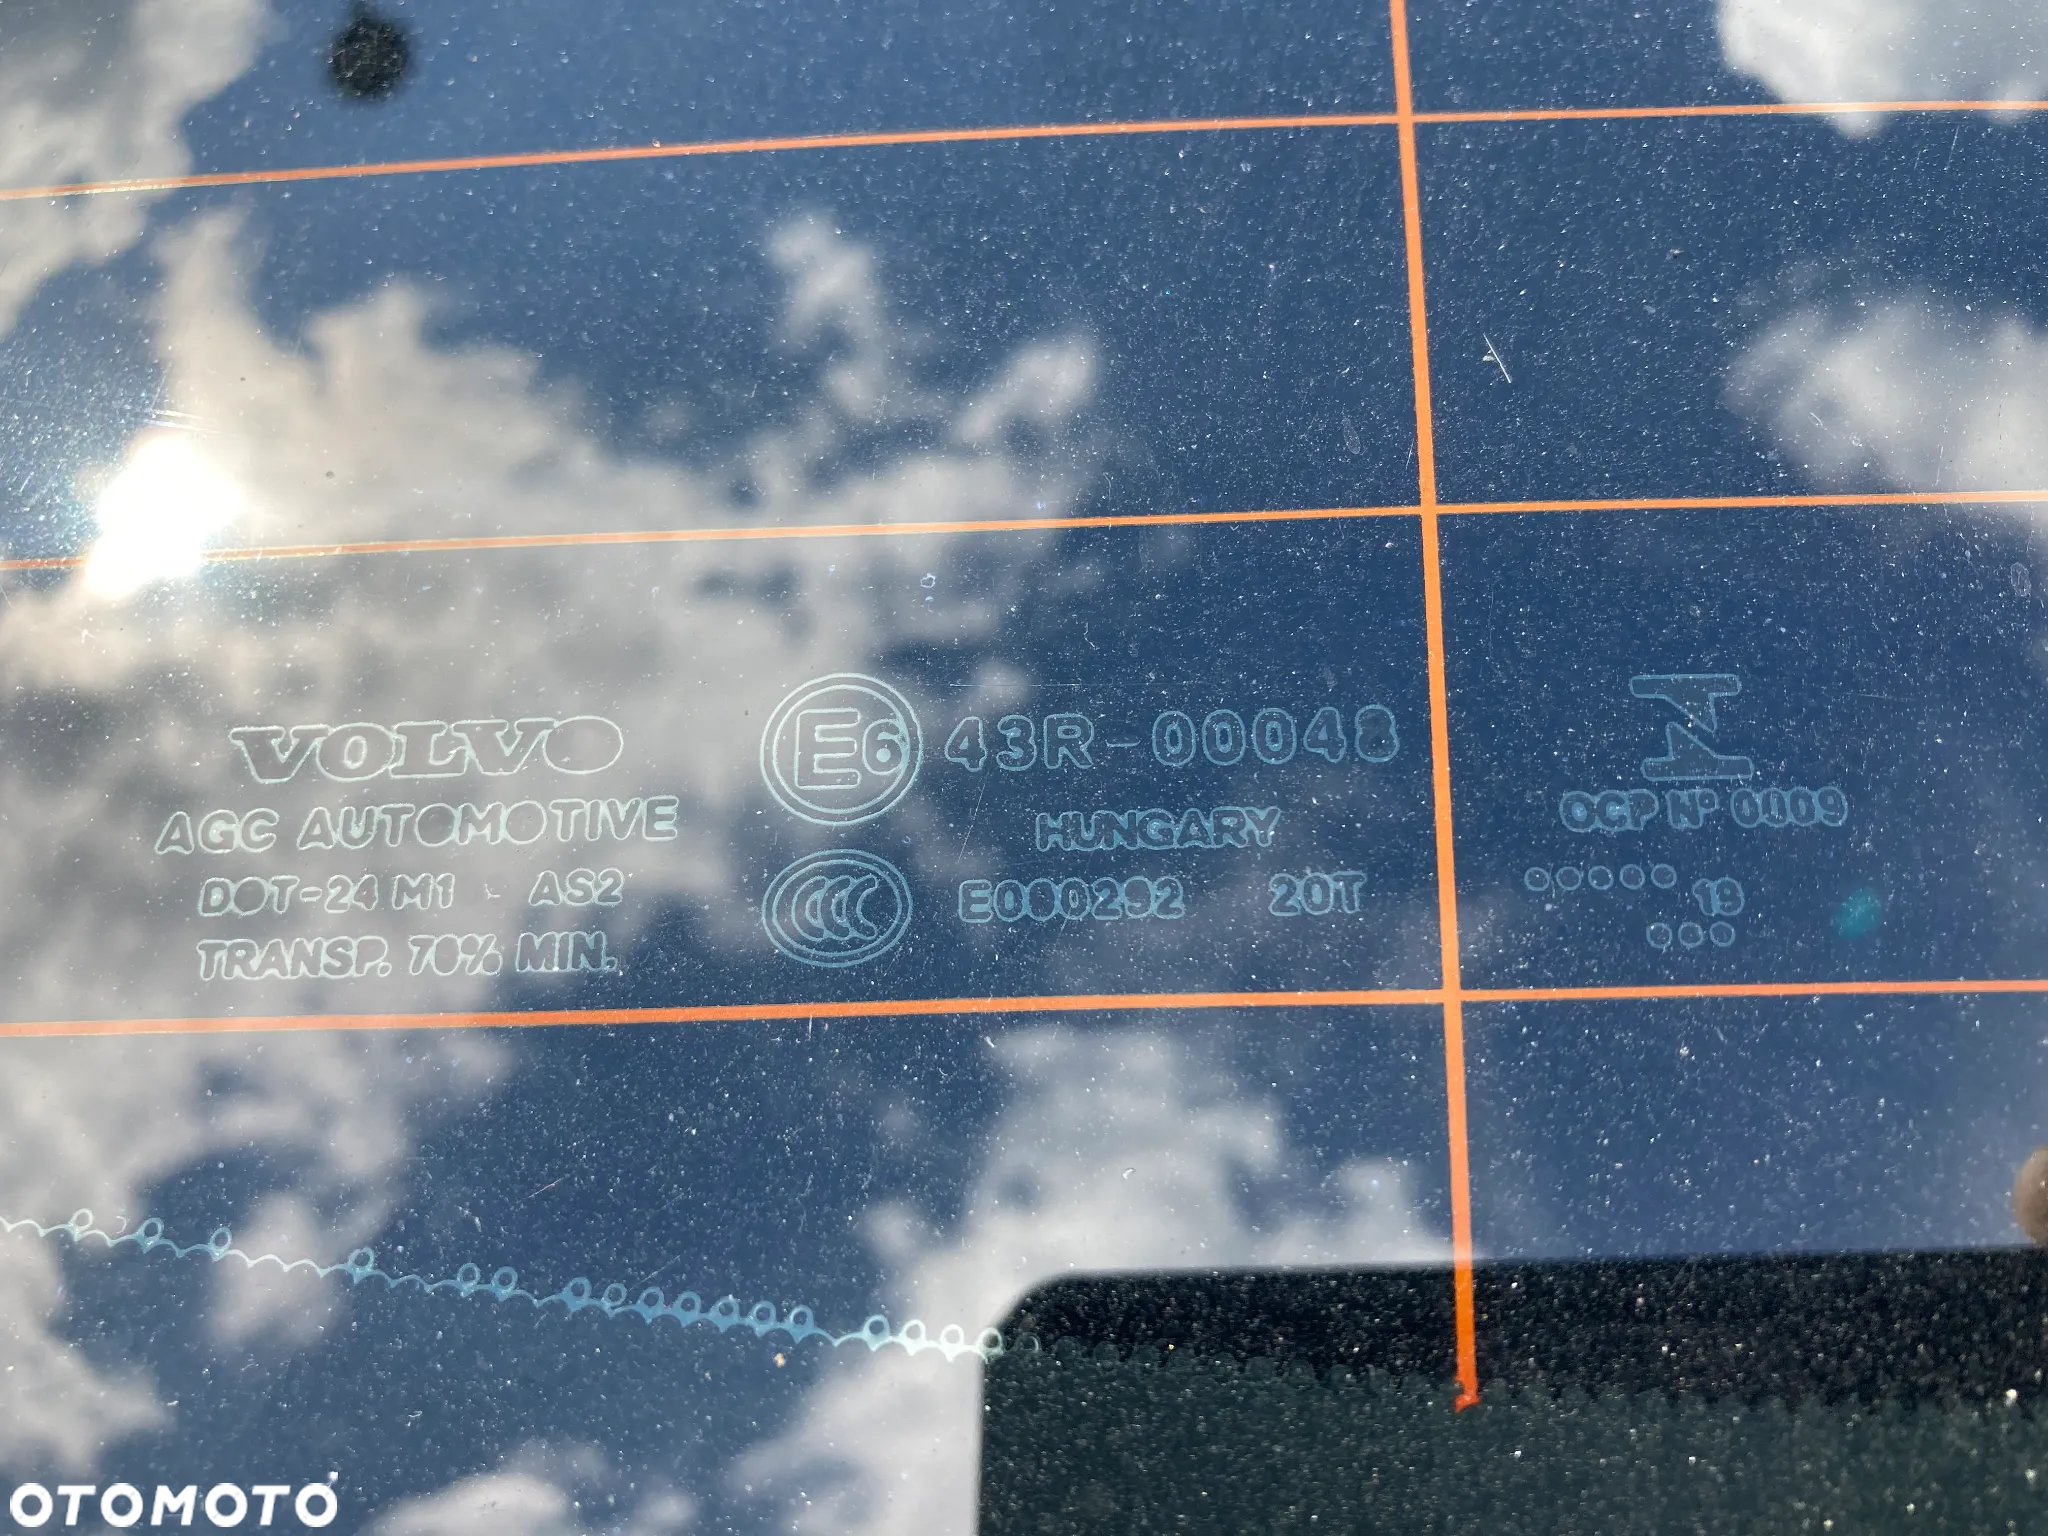 VOLVO
AGC AUTOMOTIVE
DOT-24 M1 AS2
TRANSP. 70% MIN.
E6 43R-00048
HUNGARY
CCC E000292 20T
OCP Nº 0009
19
OTOMOTO